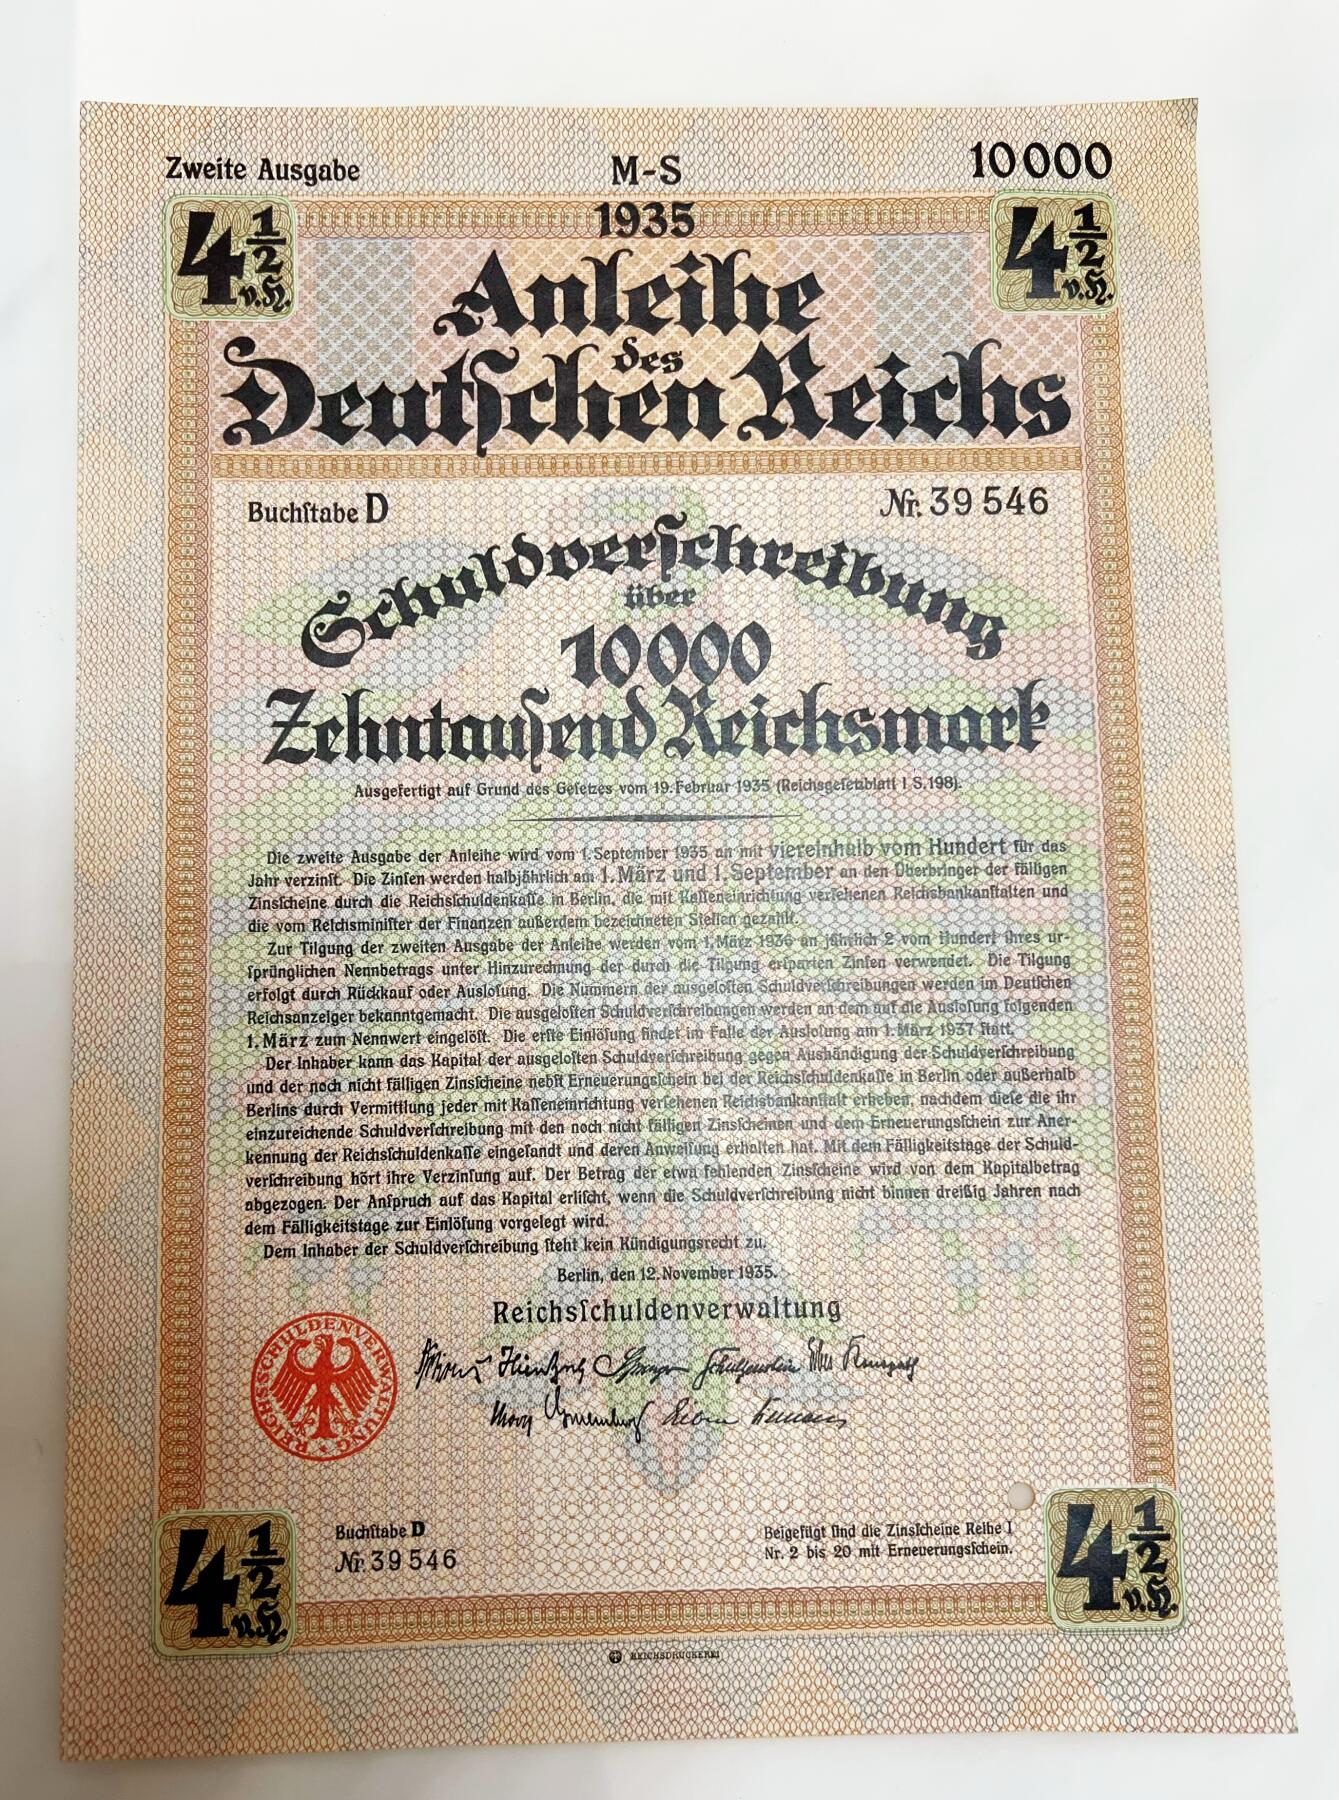 Zweite Ausgabe M-S 10000
1935
4 1/2 v.H. 4 1/2 v.H.
Anleihe
des
Deutſchen Reichs
Buchſtabe D Nr. 39 546
Schuldverſchreibung
über
10000
Zehntauſend Reichsmark
Ausgefertigt auf Grund des Geſetzes vom 19. Februar 1935 (Reichsgeſetzblatt I S. 198).
Die zweite Ausgabe der Anleihe wird vom 1. September 1935 an mit viereinhalb vom Hundert für das
Jahr verzinſt. Die Zinſen werden halbjährlich am 1. März und 1. September an den Überbringer der fälligen
Zinsſcheine durch die Reichsſchuldenkaſſe in Berlin, die mit Kaſſeneinrichtung verſehenen Reichsbankanſtalten und
die vom Reichsminiſter der Finanzen außerdem bezeichneten Stellen gezahlt.
Zur Tilgung der zweiten Ausgabe der Anleihe werden vom 1. März 1936 an jährlich 2 vom Hundert ihres ur-
ſprünglichen Nennbetrags unter Hinzurechnung der durch die Tilgung erſparten Zinſen verwendet. Die Tilgung
erfolgt durch Rückkauf oder Ausloſung. Die Nummern der ausgeloſten Schuldverſchreibungen werden im Deutſchen
Reichsanzeiger bekanntgemacht. Die ausgeloſten Schuldverſchreibungen werden an dem auf die Ausloſung folgenden
1. März zum Nennwert eingelöſt. Die erſte Einlöſung findet im Falle der Ausloſung am 1. März 1937 ſtatt.
Der Inhaber kann das Kapital der ausgeloſten Schuldverſchreibung gegen Aushändigung der Schuldverſchreibung
und der noch nicht fälligen Zinsſcheine nebſt Erneuerungsſchein bei der Reichsſchuldenkaſſe in Berlin oder außerhalb
Berlins durch Vermittlung jeder mit Kaſſeneinrichtung verſehenen Reichsbankanſtalt erheben, nachdem dieſe die ihr
einzureichende Schuldverſchreibung mit den noch nicht fälligen Zinsſcheinen und dem Erneuerungsſchein zur Aner-
kennung der Reichsſchuldenkaſſe eingeſandt und deren Anweiſung erhalten hat. Mit dem Fälligkeitstage der Schuld-
verſchreibung hört ihre Verzinſung auf. Der Betrag der etwa fehlenden Zinsſcheine wird von dem Kapitalbetrag
abgezogen. Der Anſpruch auf das Kapital erliſcht, wenn die Schuldverſchreibung nicht binnen dreißig Jahren nach
dem Fälligkeitstage zur Einlöſung vorgelegt wird.
Dem Inhaber der Schuldverſchreibung ſteht kein Kündigungsrecht zu.
Berlin, den 12. November 1935.
Reichsſchuldenverwaltung
REICHSSCHULDENVERWALTUNG
Buchſtabe D
Nr. 39 546
Beigefügt ſind die Zinsſcheine Reihe I
Nr. 2 bis 20 mit Erneuerungsſchein.
4 1/2 v.H. 4 1/2 v.H.
REICHSDRUCKEREI